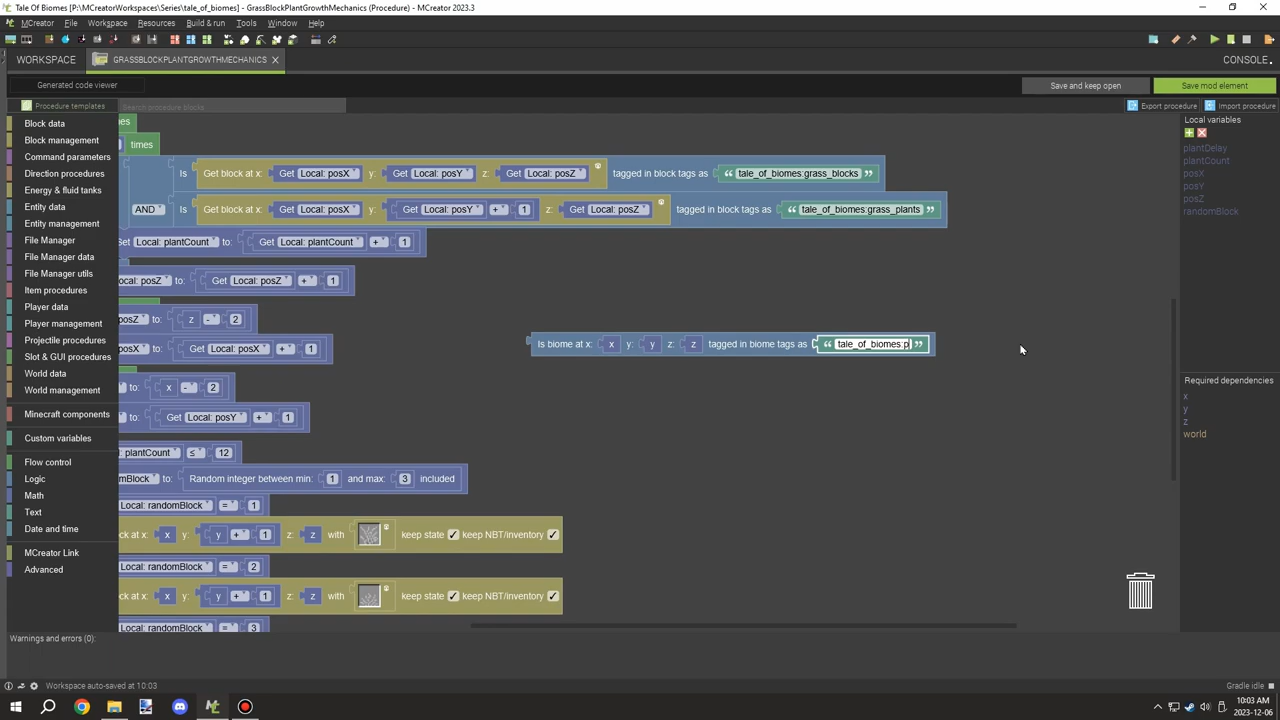 Tale Of Biomes [P:\MCreatorWorkspaces\Series\tale_of_biomes] - GrassBlockPlantGrowthMechanics (Procedure) - MCreator 2023.3
MCreator File Workspace Resources Build & run Tools Window Help
WORKSPACE GRASSBLOCKPLANTGROWTHMECHANICS CONSOLE
Generated code viewer Save and keep open Save mod element
Procedure templates Search procedure blocks Export procedure Import procedure
Block data
Block management
Command parameters
Direction procedures
Energy & fluid tanks
Entity data
Entity management
File Manager
File Manager data
File Manager utils
Item procedures
Player data
Player management
Projectile procedures
Slot & GUI procedures
World data
World management
Minecraft components
Custom variables
Flow control
Logic
Math
Text
Date and time
MCreator Link
Advanced
mes
times
Is Get block at x: Get Local: posX y: Get Local: posY z: Get Local: posZ tagged in block tags as “ tale_of_biomes:grass_blocks ”
AND Is Get block at x: Get Local: posX y: Get Local: posY + 1 z: Get Local: posZ tagged in block tags as “ tale_of_biomes:grass_plants ”
Set Local: plantCount to: Get Local: plantCount + 1
ocal: posZ to: Get Local: posZ + 1
posZ to: z - 2
posX to: Get Local: posX + 1
to: x - 2
to: Get Local: posY + 1
l: plantCount ≤ 12
omBlock to: Random integer between min: 1 and max: 3 included
Local: randomBlock = 1
ck at x: x y: y + 1 z: z with keep state keep NBT/inventory
Local: randomBlock = 2
ck at x: x y: y + 1 z: z with keep state keep NBT/inventory
Local: randomBlock = 3
Is biome at x: x y: y z: z tagged in biome tags as “ tale_of_biomes:p ”
Local variables
plantDelay
plantCount
posX
posY
posZ
randomBlock
Required dependencies
x
y
z
world
Warnings and errors (0):
Workspace auto-saved at 10:03 Gradle idle
10:03 AM
2023-12-06